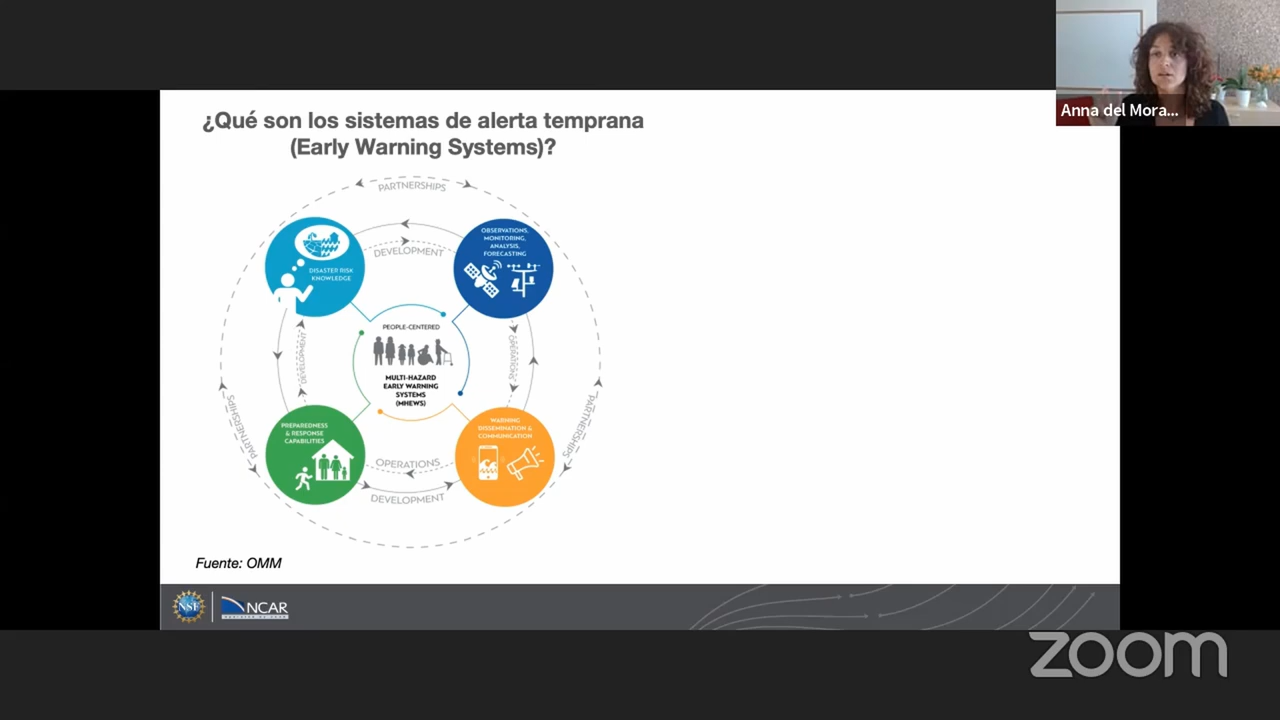 Anna del Mora...
¿Qué son los sistemas de alerta temprana
(Early Warning Systems)?
PARTNERSHIPS
DISASTER RISK
KNOWLEDGE
DEVELOPMENT
OBSERVATIONS,
MONITORING,
ANALYSIS,
FORECASTING
DEVELOPMENT
PEOPLE-CENTERED
MULTI-HAZARD
EARLY WARNING
SYSTEMS
(MHEWS)
OPERATIONS
PARTNERSHIPS
PREPAREDNESS
& RESPONSE
CAPABILITIES
OPERATIONS
DEVELOPMENT
WARNING
DISSEMINATION &
COMMUNICATION
PARTNERSHIPS
Fuente: OMM
NSF
NCAR
zoom